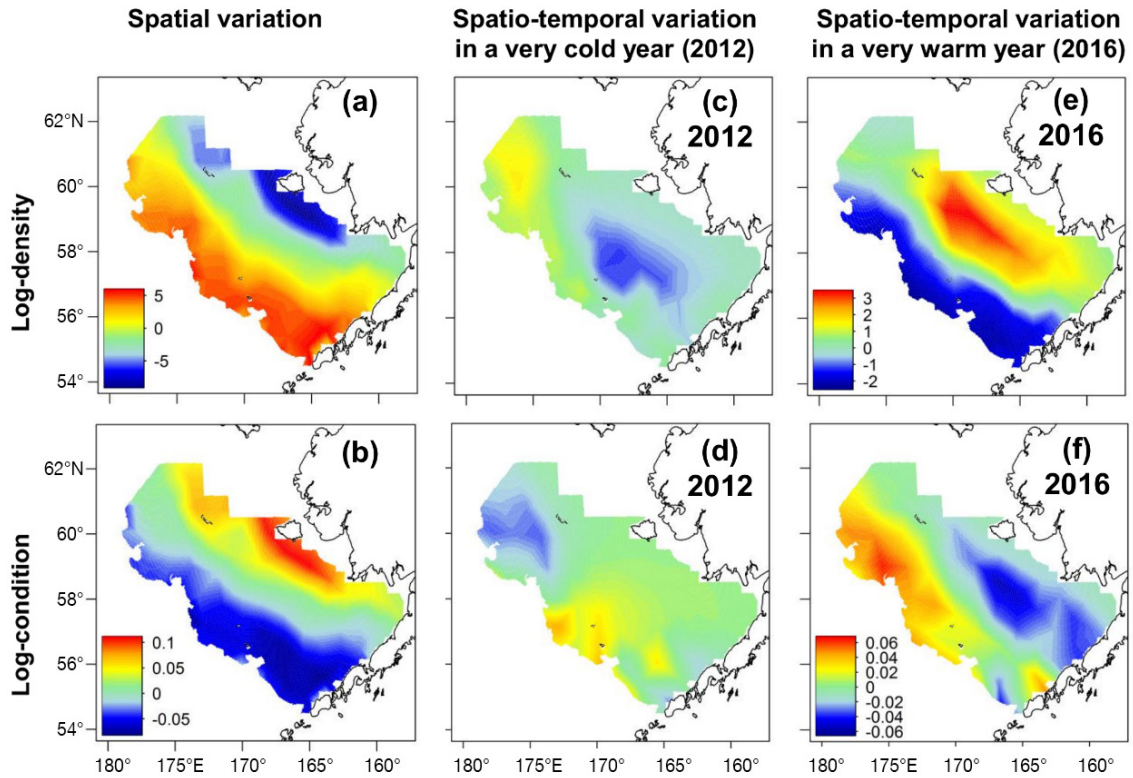 Spatial variation
Spatio-temporal variation
in a very cold year (2012)
Spatio-temporal variation
in a very warm year (2016)
Log-density
62°N
60°
58°
56°
54°
(a)
5
0
-5
(c)
2012
(e)
2016
3
2
1
0
-1
-2
Log-condition
62°N
60°
58°
56°
54°
(b)
0.1
0.05
0
-0.05
(d)
2012
(f)
2016
0.06
0.04
0.02
0
-0.02
-0.04
-0.06
180° 175°E 170° 165° 160°
180° 175°E 170° 165° 160°
180° 175°E 170° 165° 160°